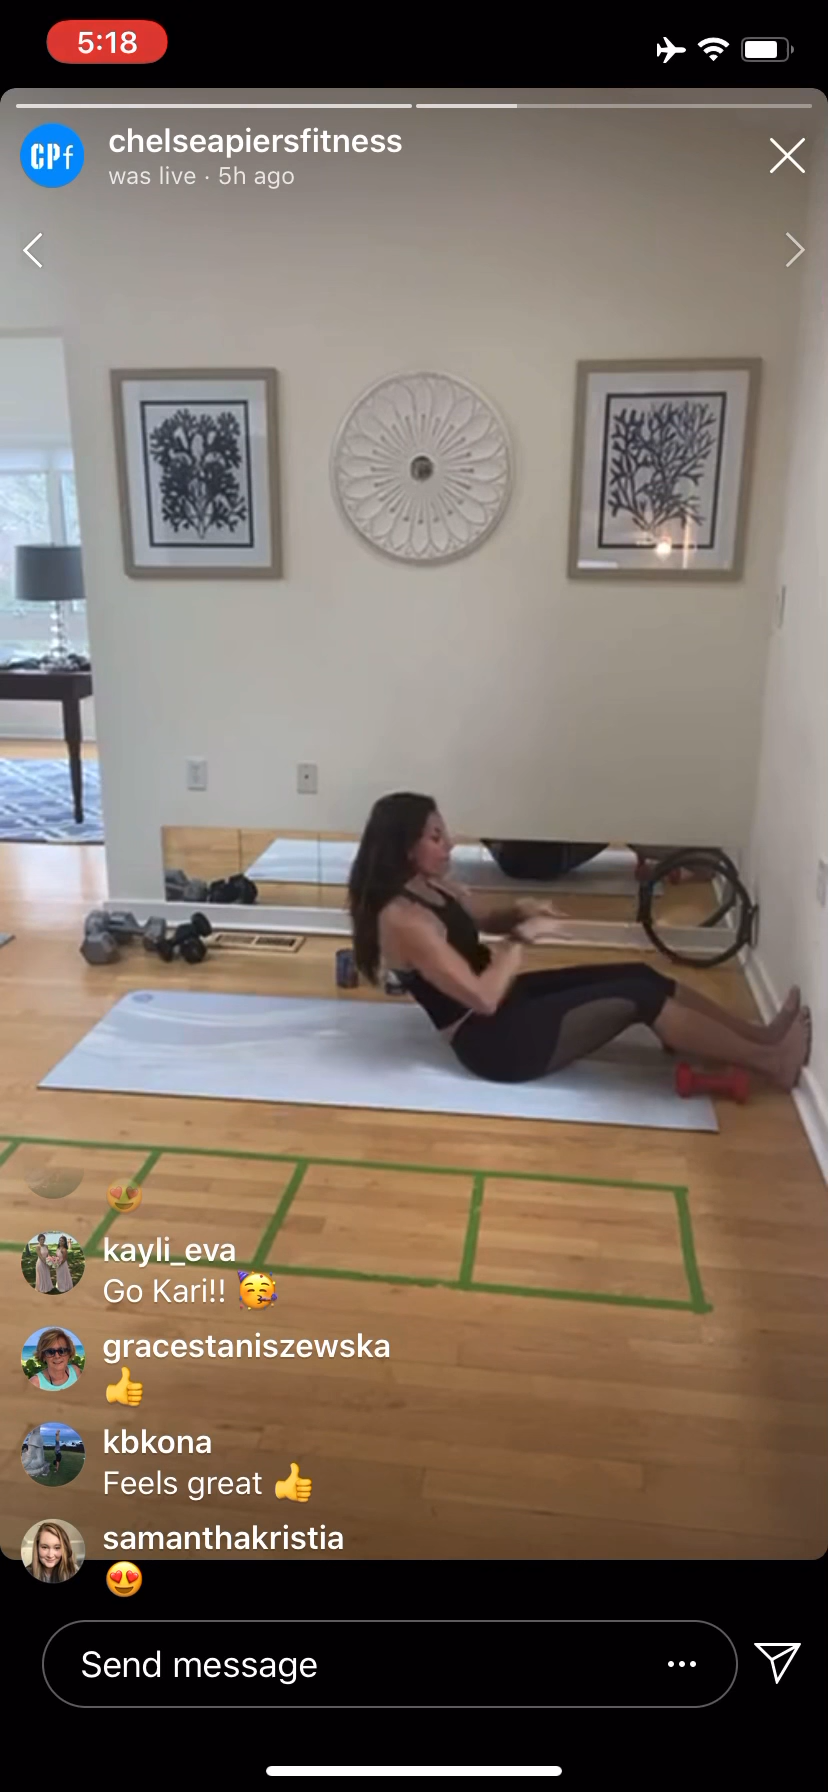 5:18
CPf
chelseapiersfitness
was live · 5h ago
😍
kayli_eva
Go Kari!! 🥳
gracestaniszewska
👍
kbkona
Feels great 👍
samanthakristia
😍
Send message